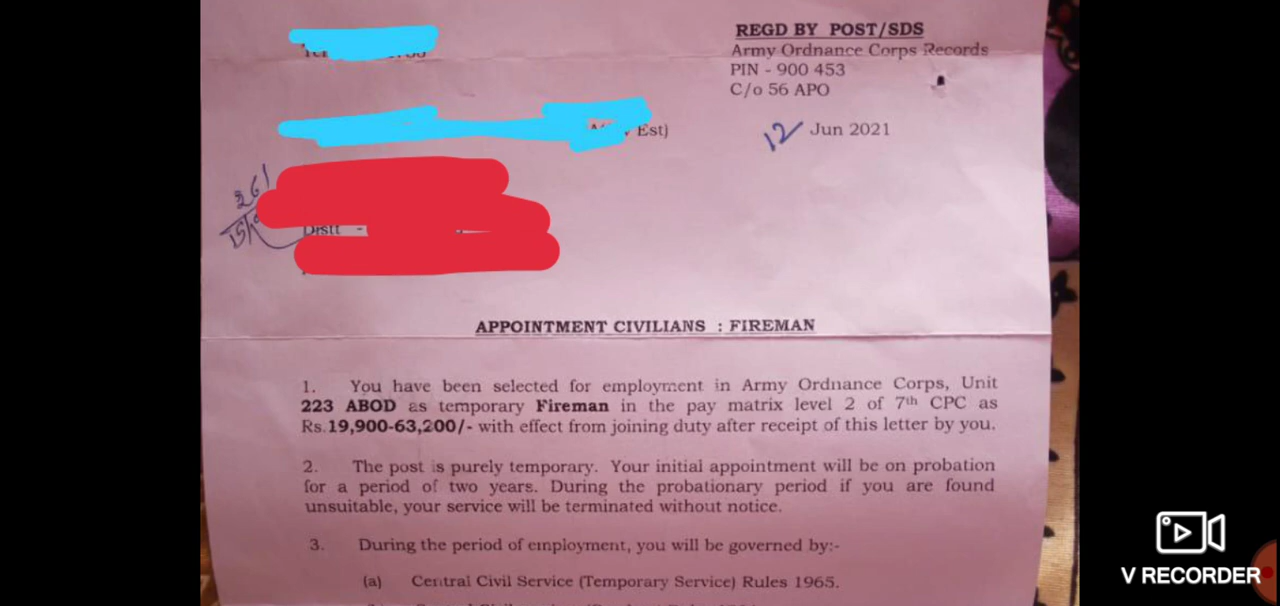 REGD BY POST/SDS
Army Ordnance Corps Records
PIN - 900 453
C/o 56 APO
Est)
12 Jun 2021
261
Distt -
APPOINTMENT CIVILIANS : FIREMAN
1. You have been selected for employment in Army Ordnance Corps, Unit
223 ABOD as temporary Fireman in the pay matrix level 2 of 7th CPC as
Rs.19,900-63,200/- with effect from joining duty after receipt of this letter by you.
2. The post is purely temporary. Your initial appointment will be on probation
for a period of two years. During the probationary period if you are found
unsuitable, your service will be terminated without notice.
3. During the period of employment, you will be governed by:-
(a) Central Civil Service (Temporary Service) Rules 1965.
V RECORDER